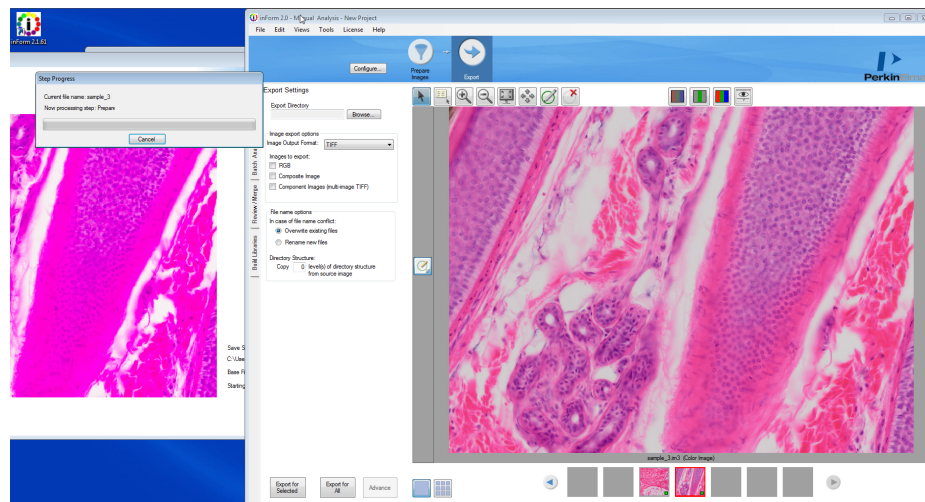 inForm 2.1.61
inForm 2.0 - Manual Analysis - New Project
File Edit Views Tools License Help
Configure...
Prepare Images
Export
Step Progress
Current file name: sample_3
Now processing step : Prepare
Cancel
Export Settings
Export Directory
Browse...
Image export options
Image Output Format: TIFF
Images to export:
RGB
Composite Image
Component Images (multi-image TIFF)
File name options
In case of file name conflict:
Overwrite existing files
Rename new files
Directory Structure:
Copy 0 level(s) of directory structure
from source image
Review / Merge
Build Libraries
Save S
C:\Use
Base Fi
Starting
Export for Selected
Export for All
Advance
sample_3.im3 (Color Image)